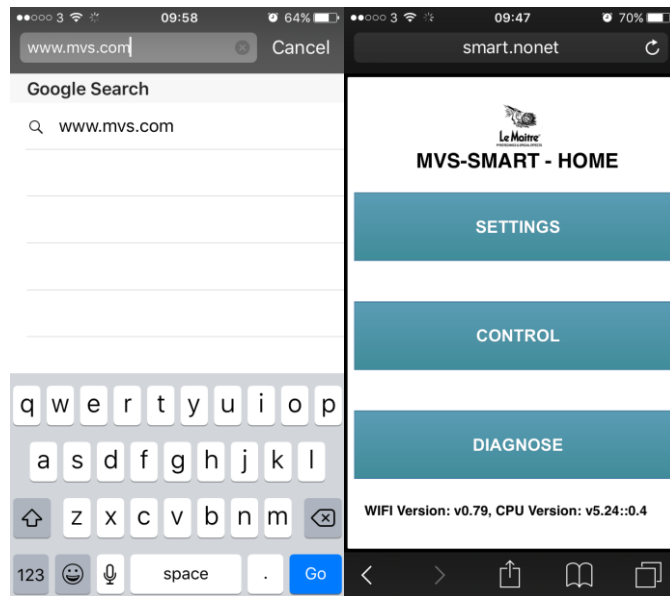 3 09:58 64%
www.mvs.com Cancel
Google Search
www.mvs.com
q w e r t y u i o p
a s d f g h j k l
z x c v b n m
123 space . Go
3 09:47 70%
smart.nonet
Le Maitre
MVS-SMART - HOME
SETTINGS
CONTROL
DIAGNOSE
WIFI Version: v0.79, CPU Version: v5.24::0.4